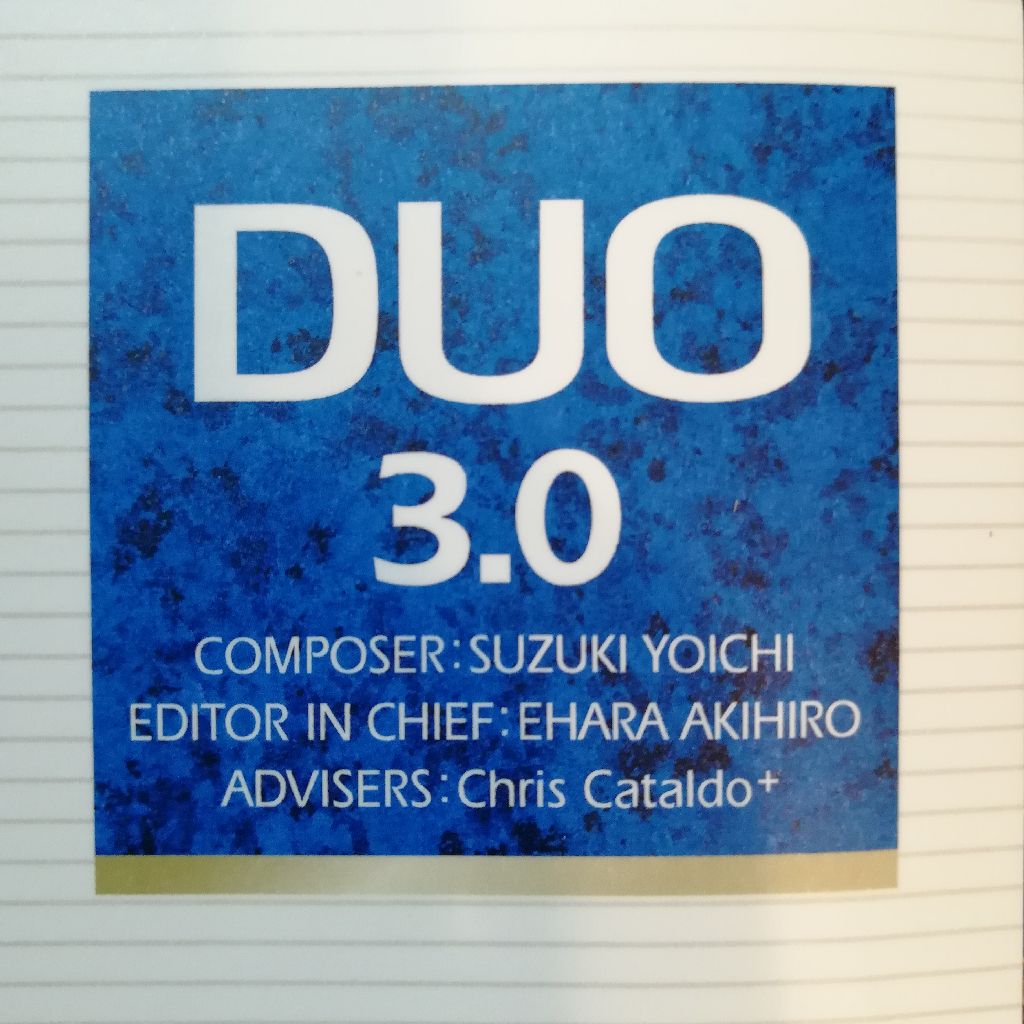 DUO
3.0
COMPOSER:SUZUKI YOICHI
EDITOR IN CHIEF:EHARA AKIHIRO
ADVISERS:Chris Cataldo+